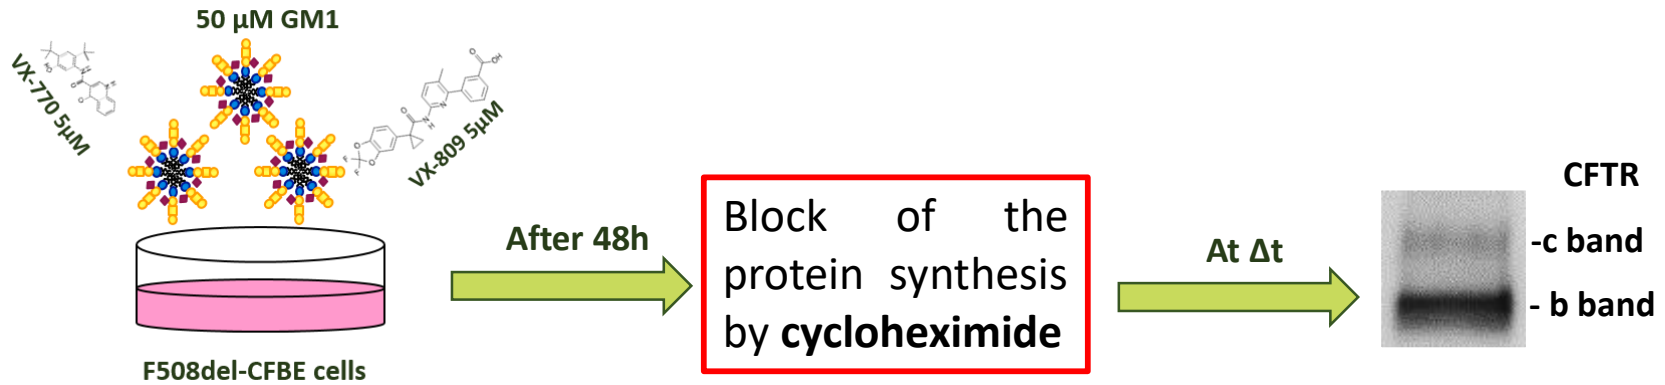 50 µM GM1
VX-770 5µM
VX-809 5µM
F508del-CFBE cells
After 48h
Block of the
protein synthesis
by cycloheximide
At Δt
CFTR
-c band
- b band